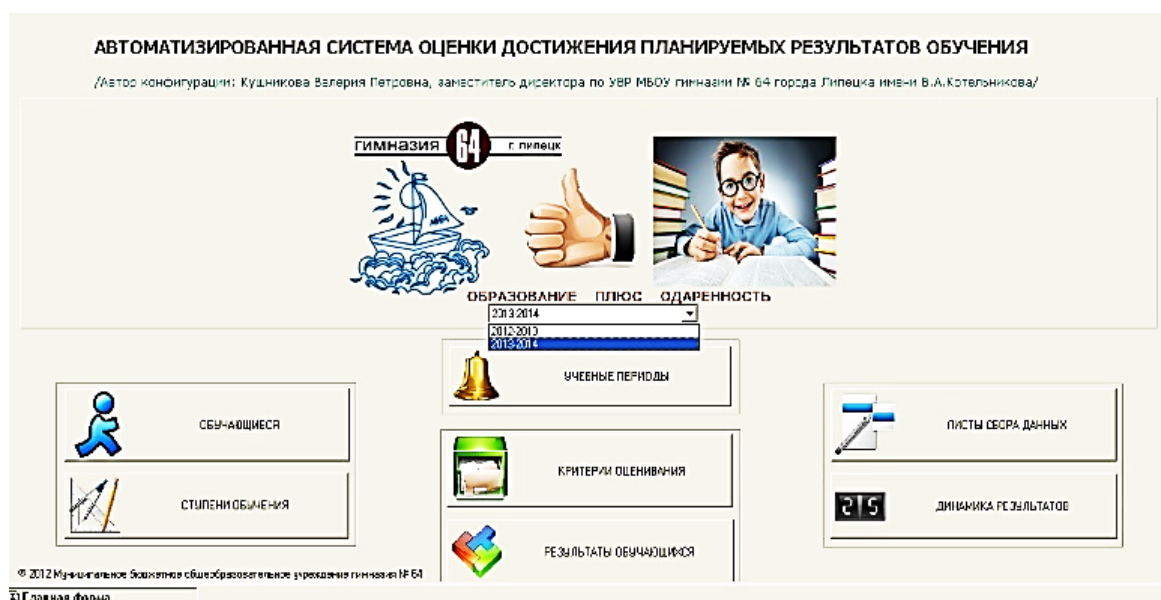 АВТОМАТИЗИРОВАННАЯ СИСТЕМА ОЦЕНКИ ДОСТИЖЕНИЯ ПЛАНИРУЕМЫХ РЕЗУЛЬТАТОВ ОБУЧЕНИЯ
/Автор конфигурации: Кушникова Валерия Петровна, заместитель директора по УВР МБОУ гимназии № 64 города Липецка имени В.А.Котельникова/
ГИМНАЗИЯ 64 г. липецк
ОБРАЗОВАНИЕ ПЛЮС ОДАРЕННОСТЬ
2013-2014
2012-2013
2013-2014
УЧЕБНЫЕ ПЕРИОДЫ
ОБУЧАЮЩИЕСЯ
ЛИСТЫ СБОРА ДАННЫХ
КРИТЕРИИ ОЦЕНИВАНИЯ
СТУПЕНИ ОБУЧЕНИЯ
2 5
ДИНАМИКА РЕЗУЛЬТАТОВ
РЕЗУЛЬТАТЫ ОБУЧАЮЩИХСЯ
© 2012 Муниципальное бюджетное общеобразовательное учреждение гимназия № 64
Главная форма